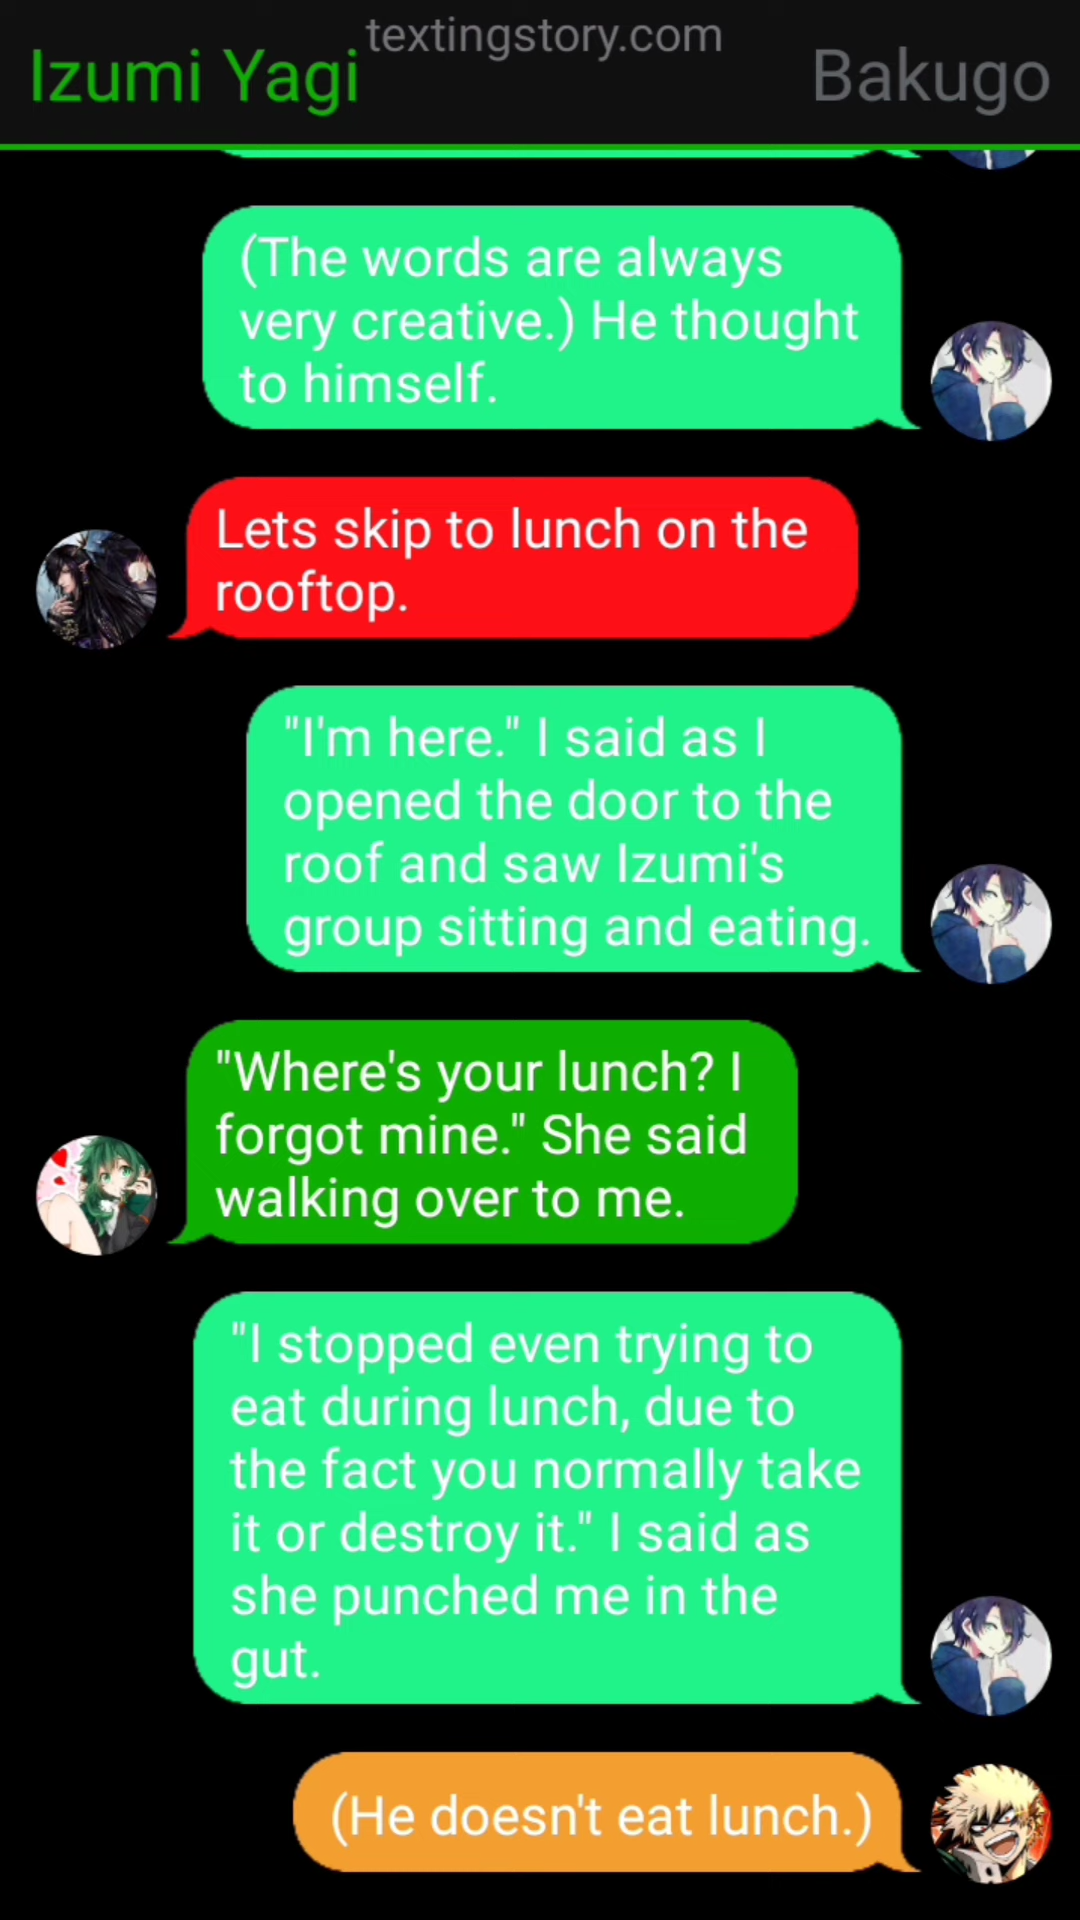 textingstory.com
Izumi Yagi
Bakugo
(The words are always
very creative.) He thought
to himself.
Lets skip to lunch on the
rooftop.
"I'm here." I said as I
opened the door to the
roof and saw Izumi's
group sitting and eating.
"Where's your lunch? I
forgot mine." She said
walking over to me.
"I stopped even trying to
eat during lunch, due to
the fact you normally take
it or destroy it." I said as
she punched me in the
gut.
(He doesn't eat lunch.)